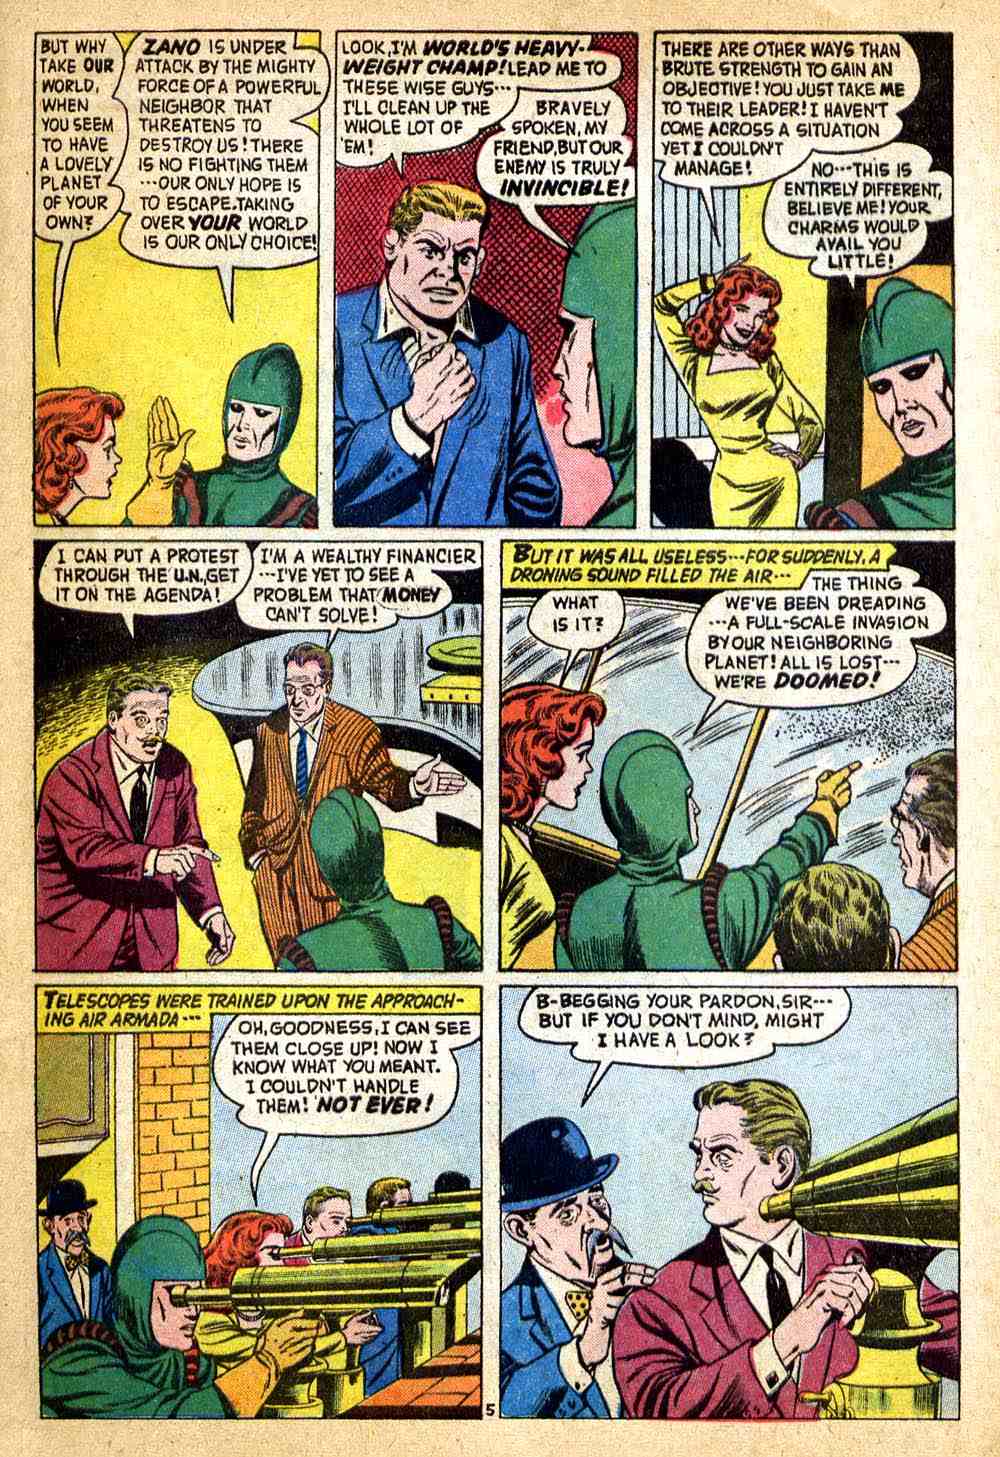 BUT WHY
TAKE OUR
WORLD,
WHEN
YOU SEEM
TO HAVE
A LOVELY
PLANET
OF YOUR
OWN?
ZANO IS UNDER
ATTACK BY THE MIGHTY
FORCE OF A POWERFUL
NEIGHBOR THAT
THREATENS TO
DESTROY US! THERE
IS NO FIGHTING THEM
---OUR ONLY HOPE IS
TO ESCAPE. TAKING
OVER YOUR WORLD
IS OUR ONLY CHOICE!
LOOK, I'M WORLD'S HEAVY-
WEIGHT CHAMP! LEAD ME TO
THESE WISE GUYS---
I'LL CLEAN UP THE
WHOLE LOT OF
'EM!
BRAVELY
SPOKEN, MY
FRIEND, BUT OUR
ENEMY IS TRULY
INVINCIBLE!
THERE ARE OTHER WAYS THAN
BRUTE STRENGTH TO GAIN AN
OBJECTIVE! YOU JUST TAKE ME
TO THEIR LEADER! I HAVEN'T
COME ACROSS A SITUATION
YET I COULDN'T
MANAGE!
NO---THIS IS
ENTIRELY DIFFERENT,
BELIEVE ME! YOUR
CHARMS WOULD
AVAIL YOU
LITTLE!
I CAN PUT A PROTEST
THROUGH THE U.N., GET
IT ON THE AGENDA!
I'M A WEALTHY FINANCIER
---I'VE YET TO SEE A
PROBLEM THAT MONEY
CAN'T SOLVE!
BUT IT WAS ALL USELESS---FOR SUDDENLY, A
DRONING SOUND FILLED THE AIR---
WHAT
IS IT?
THE THING
WE'VE BEEN DREADING
---A FULL-SCALE INVASION
BY OUR NEIGHBORING
PLANET! ALL IS LOST---
WE'RE DOOMED!
TELESCOPES WERE TRAINED UPON THE APPROACH-
ING AIR ARMADA---
OH, GOODNESS, I CAN SEE
THEM CLOSE UP! NOW I
KNOW WHAT YOU MEANT.
I COULDN'T HANDLE
THEM! NOT EVER!
B-BEGGING YOUR PARDON, SIR---
BUT IF YOU DON'T MIND, MIGHT
I HAVE A LOOK?
5